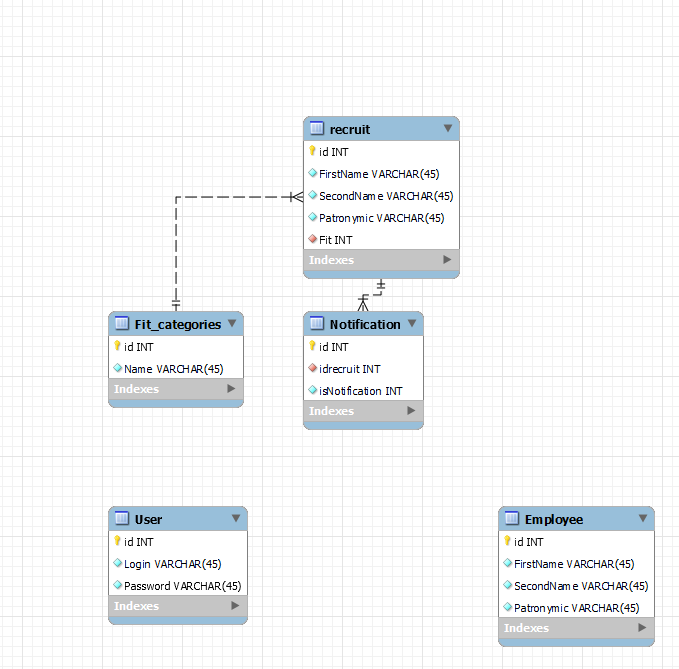 recruit
id INT
FirstName VARCHAR(45)
SecondName VARCHAR(45)
Patronymic VARCHAR(45)
Fit INT
Indexes
Fit_categories
id INT
Name VARCHAR(45)
Indexes
Notification
id INT
idrecruit INT
isNotification INT
Indexes
User
id INT
Login VARCHAR(45)
Password VARCHAR(45)
Indexes
Employee
id INT
FirstName VARCHAR(45)
SecondName VARCHAR(45)
Patronymic VARCHAR(45)
Indexes